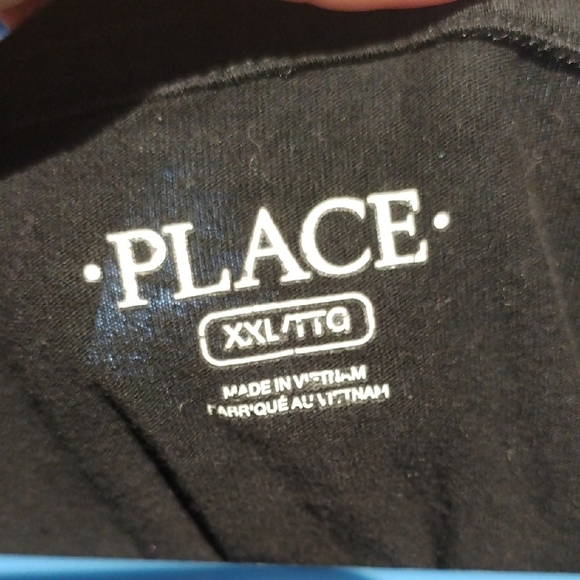 ·PLACE·
XXL/TTG
MADE IN VIETNAM
FABRIQUÉ AU VIETNAM